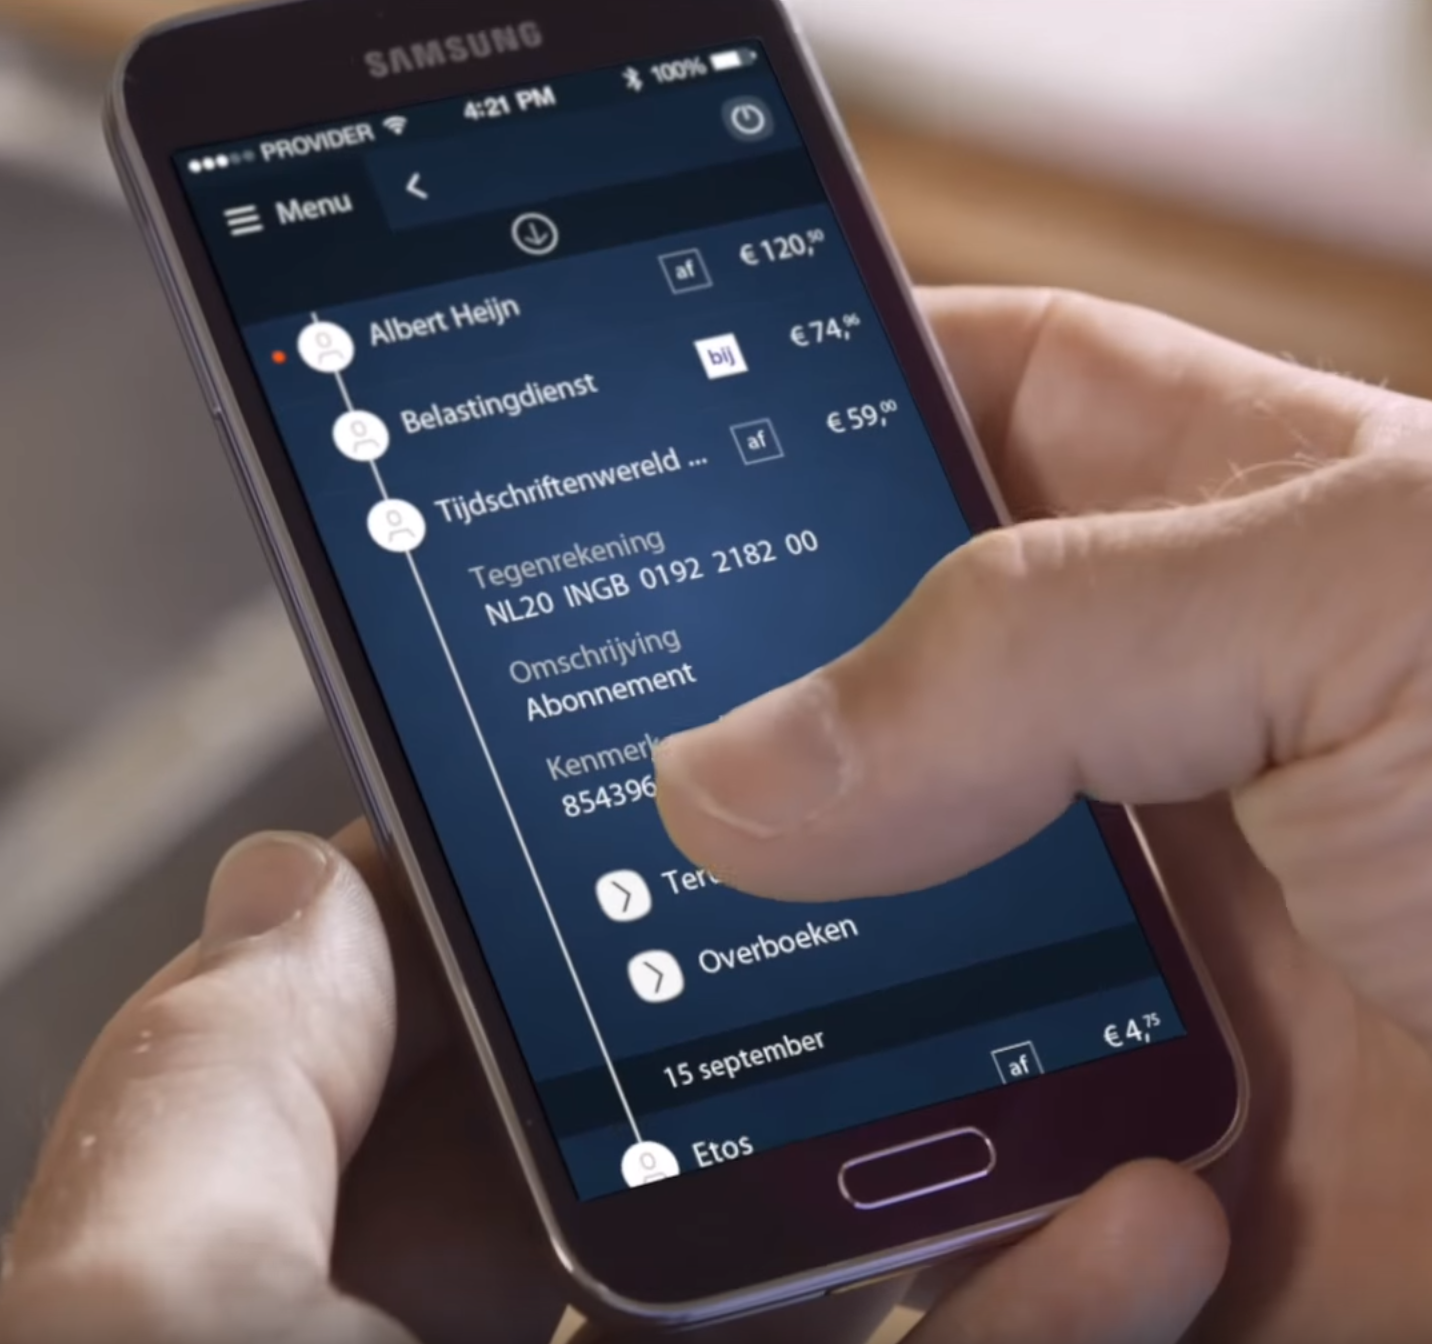 SAMSUNG
PROVIDER 4:21 PM 100%
Menu
Albert Heijn af € 120,50
Belastingdienst bij € 74,96
Tijdschriftenwereld ... af € 59,00
Tegenrekening
NL20 INGB 0192 2182 00
Omschrijving
Abonnement
Overboeken
15 september
Etos af € 4,75